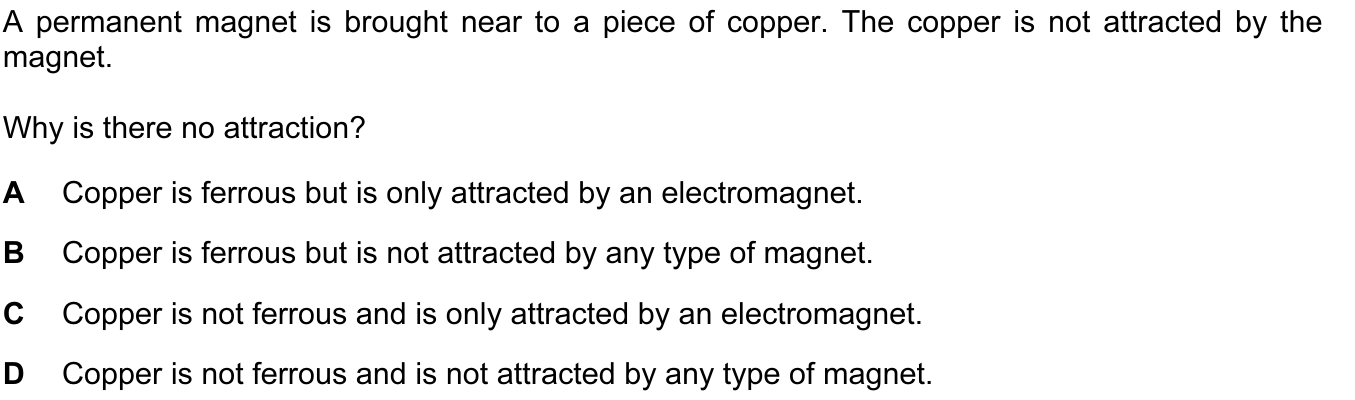 A permanent magnet is brought near to a piece of copper. The copper is not attracted by the
magnet.
Why is there no attraction?
A Copper is ferrous but is only attracted by an electromagnet.
B Copper is ferrous but is not attracted by any type of magnet.
C Copper is not ferrous and is only attracted by an electromagnet.
D Copper is not ferrous and is not attracted by any type of magnet.